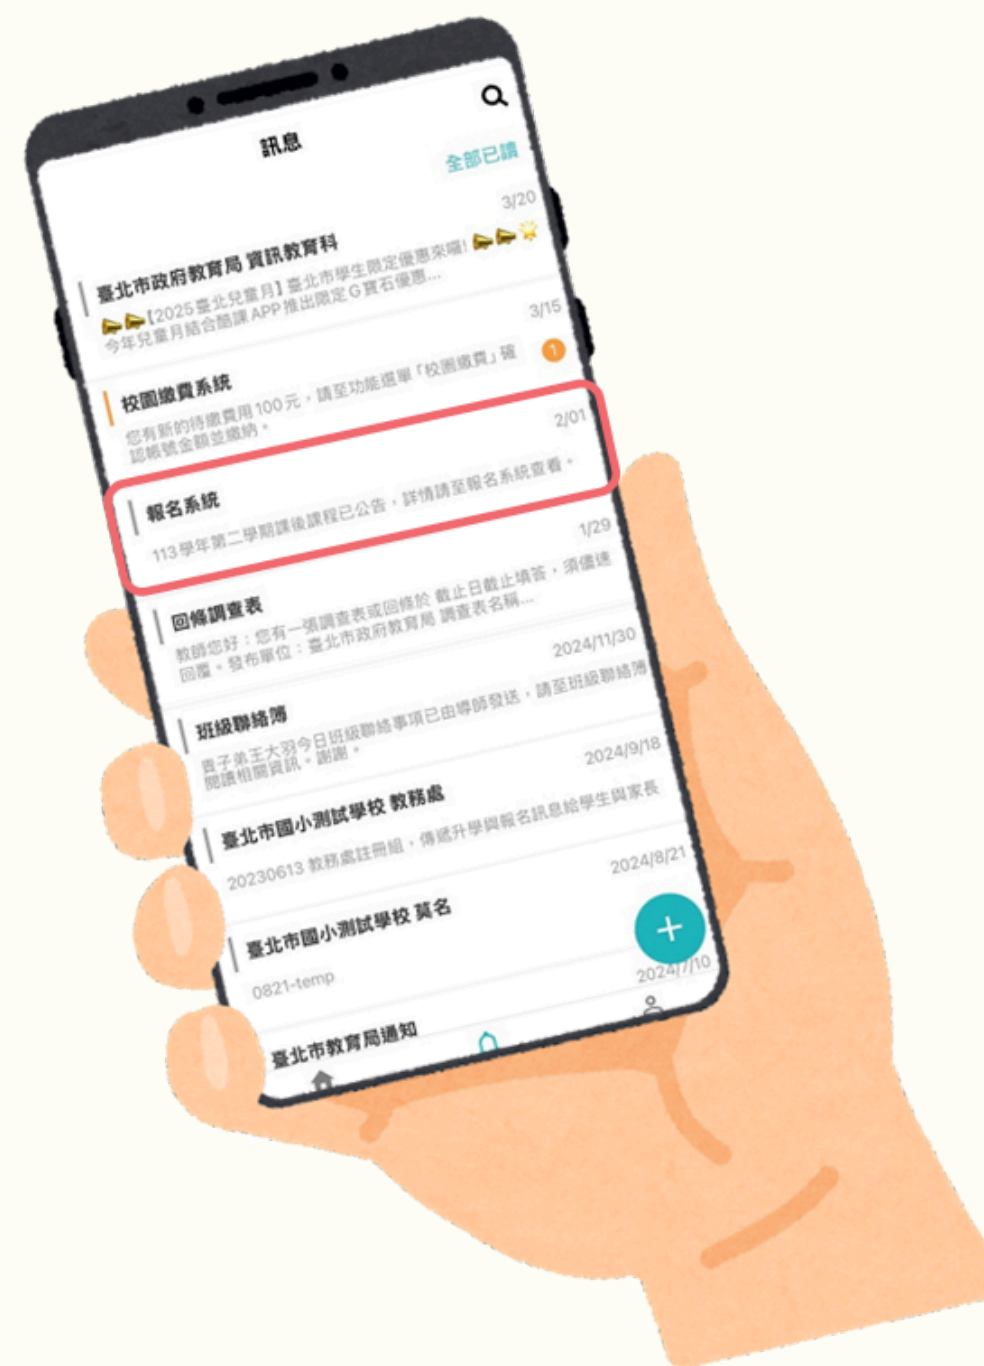 訊息
全部已讀
3/20
臺北市政府教育局 資訊教育科
【2025臺北兒童月】臺北市學生限定優惠來囉!
今年兒童月結合酷課APP推出限定G寶石優惠...
3/15
校園繳費系統
1
您有新的待繳費用100元，請至功能選單「校園繳費」確
認帳號金額並繳納。
2/01
報名系統
113學年第二學期課後課程已公告，詳情請至報名系統查看。
1/29
回條調查表
教師您好：您有一張調查表或回條於 截止日截止填答，須儘速
回覆。發布單位：臺北市政府教育局 調查表名稱...
2024/11/30
班級聯絡簿
貴子弟王大羽今日班級聯絡事項已由導師發送，請至班級聯絡簿
閱讀相關資訊。謝謝。
2024/9/18
臺北市國小測試學校 教務處
20230613 教務處註冊組，傳遞升學與報名訊息給學生與家長
2024/8/21
臺北市國小測試學校 莫名
0821-temp
2024/7/10
臺北市教育局通知